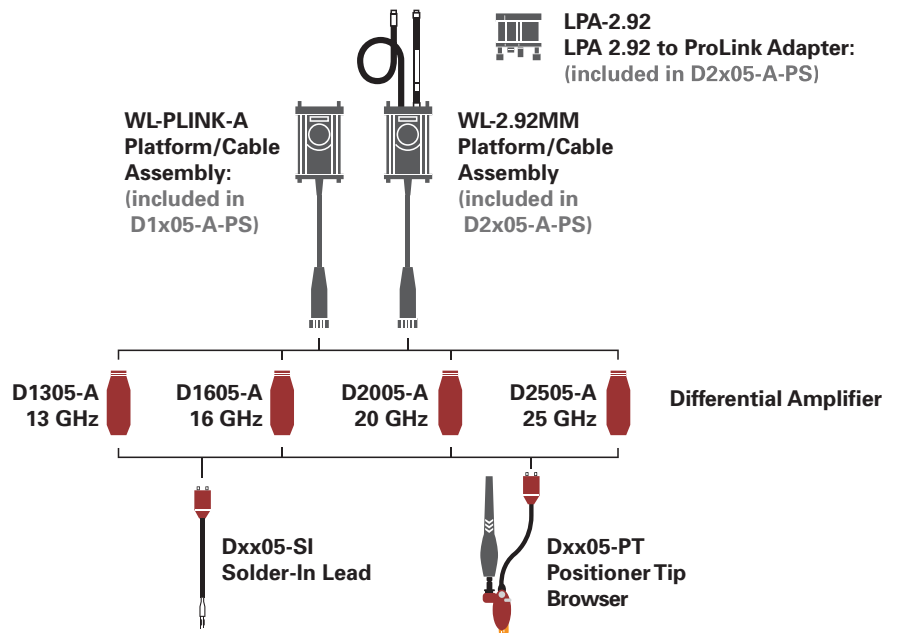 LPA-2.92
LPA 2.92 to ProLink Adapter:
(included in D2x05-A-PS)
WL-PLINK-A
Platform/Cable
Assembly:
(included in
D1x05-A-PS)
WL-2.92MM
Platform/Cable
Assembly
(included in
D2x05-A-PS)
D1305-A
13 GHz
D1605-A
16 GHz
D2005-A
20 GHz
D2505-A
25 GHz
Differential Amplifier
Dxx05-SI
Solder-In Lead
Dxx05-PT
Positioner Tip
Browser